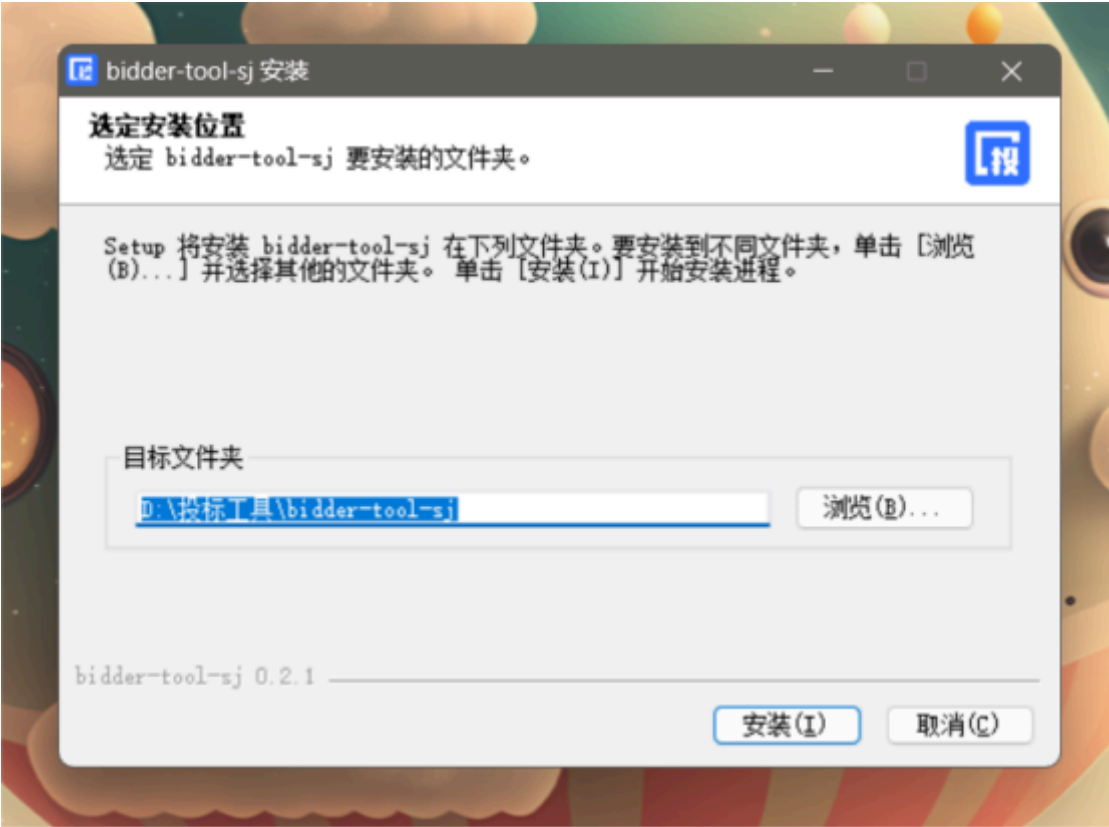 bidder-tool-sj 安装
选定安装位置
选定 bidder-tool-sj 要安装的文件夹。
投
Setup 将安装 bidder-tool-sj 在下列文件夹。要安装到不同文件夹，单击 [浏览
(B)...] 并选择其他的文件夹。 单击 [安装(I)] 开始安装进程。
目标文件夹
D:\投标工具\bidder-tool-sj
浏览(B)...
bidder-tool-sj 0.2.1
安装(I)
取消(C)